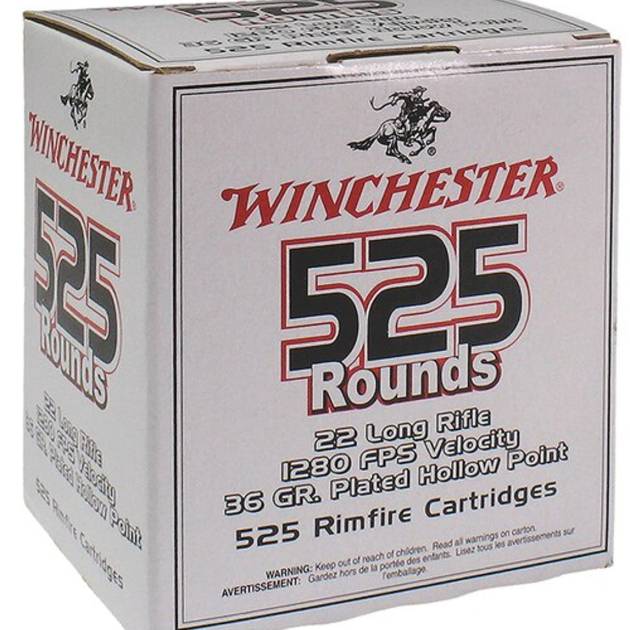 525 Rimfire Cartridges
WINCHESTER
525
Rounds
22 Long Rifle
1280 FPS Velocity
36 GR. Plated Hollow Point
525 Rimfire Cartridges
WINCHESTER®
525
Rounds
22 Long Rifle
1280 FPS Velocity
36 GR. Plated Hollow Point
525 Rimfire Cartridges
WARNING: Keep out of reach of children. Read all warnings on carton.
AVERTISSEMENT: Gardez hors de la portée des enfants. Lisez tous les avertissements sur
l'emballage.